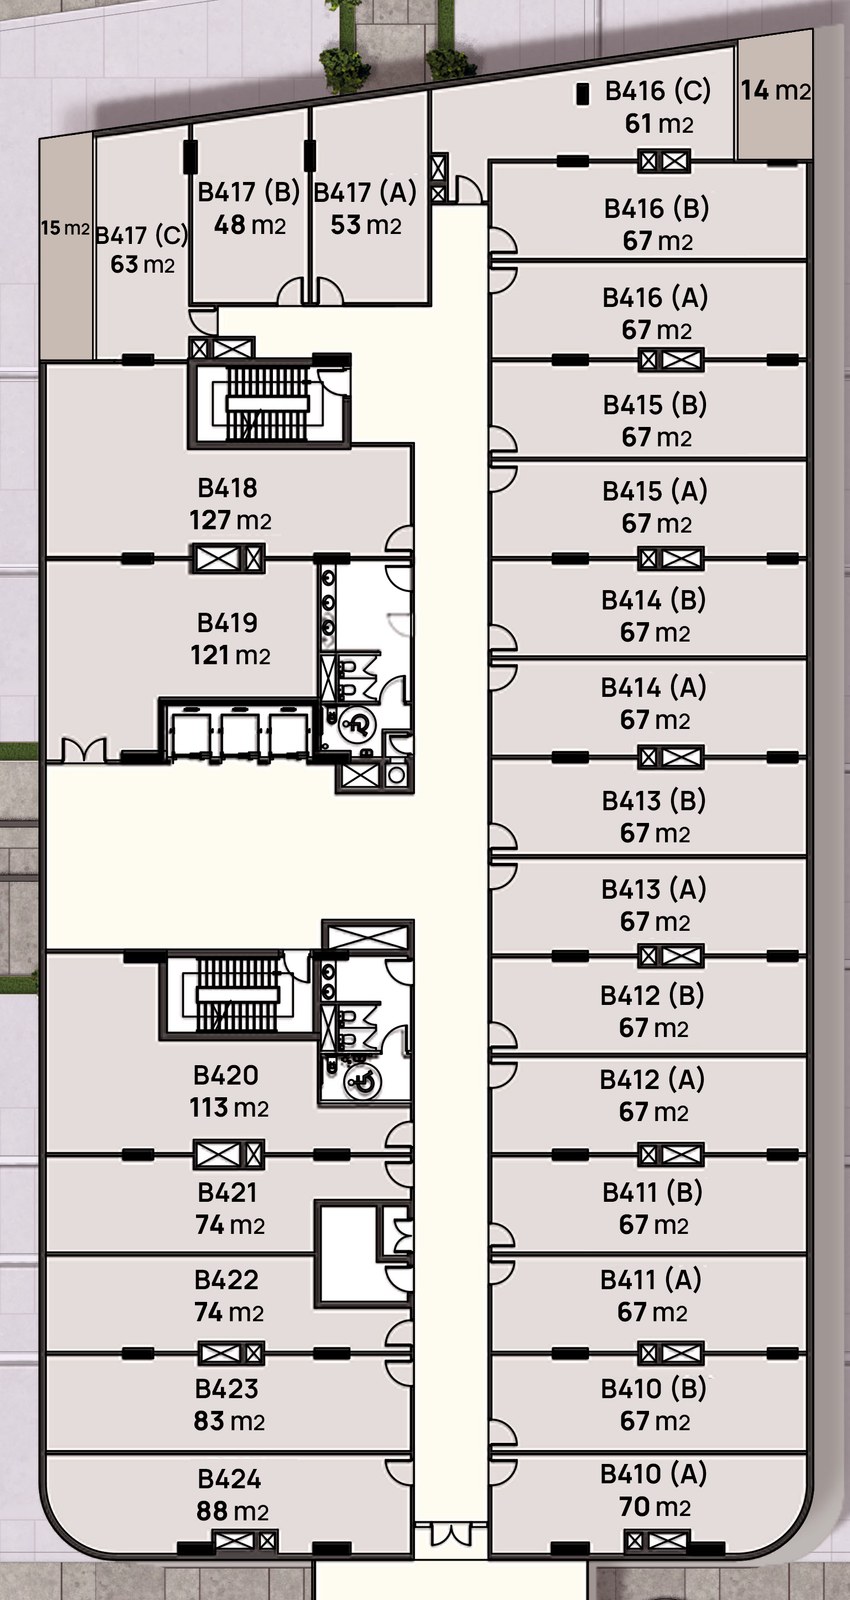 B416 (C)
61 m2
14 m2
B417 (A)
53 m2
B417 (B)
48 m2
B417 (C)
63 m2
15 m2
B416 (B)
67 m2
B416 (A)
67 m2
B415 (B)
67 m2
B415 (A)
67 m2
B414 (B)
67 m2
B414 (A)
67 m2
B413 (B)
67 m2
B413 (A)
67 m2
B412 (B)
67 m2
B412 (A)
67 m2
B411 (B)
67 m2
B411 (A)
67 m2
B410 (B)
67 m2
B410 (A)
70 m2
B418
127 m2
B419
121 m2
B420
113 m2
B421
74 m2
B422
74 m2
B423
83 m2
B424
88 m2